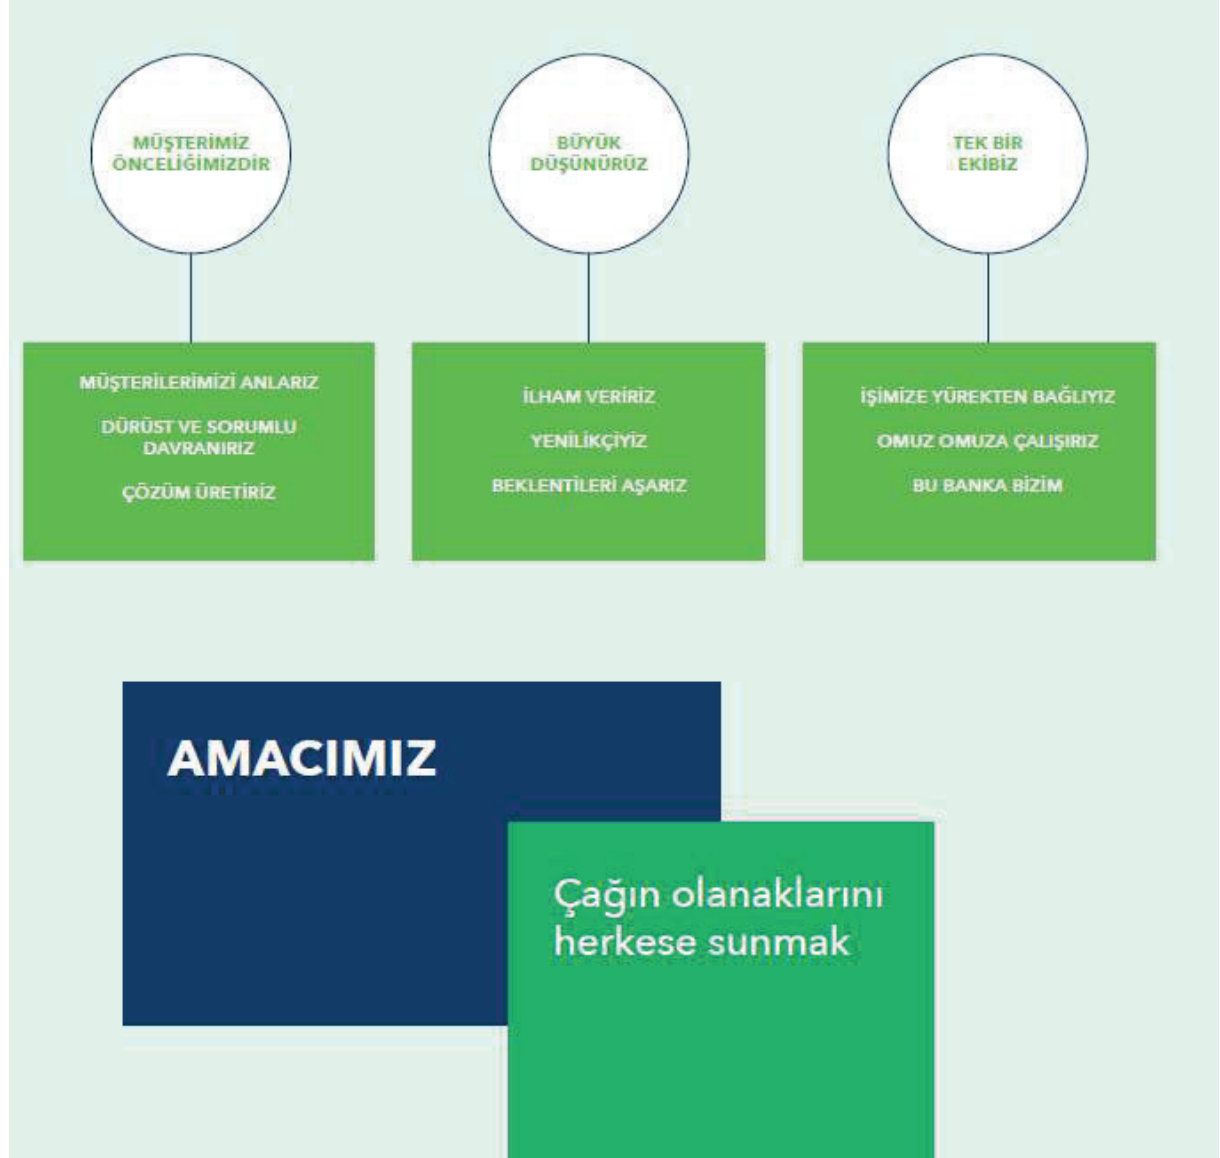 MÜŞTERİMİZ
ÖNCELİĞİMİZDİR
BÜYÜK
DÜŞÜNÜRÜZ
TEK BİR
EKİBİZ
MÜŞTERİLERİMİZİ ANLARIZ
DÜRÜST VE SORUMLU
DAVRANIRIZ
ÇÖZÜM ÜRETİRİZ
İLHAM VERİRİZ
YENİLİKÇİYİZ
BEKLENTİLERİ AŞARIZ
İŞİMİZE YÜREKTEN BAĞLIYIZ
OMUZ OMUZA ÇALIŞIRIZ
BU BANKA BİZİM
AMACIMIZ
Çağın olanaklarını
herkese sunmak